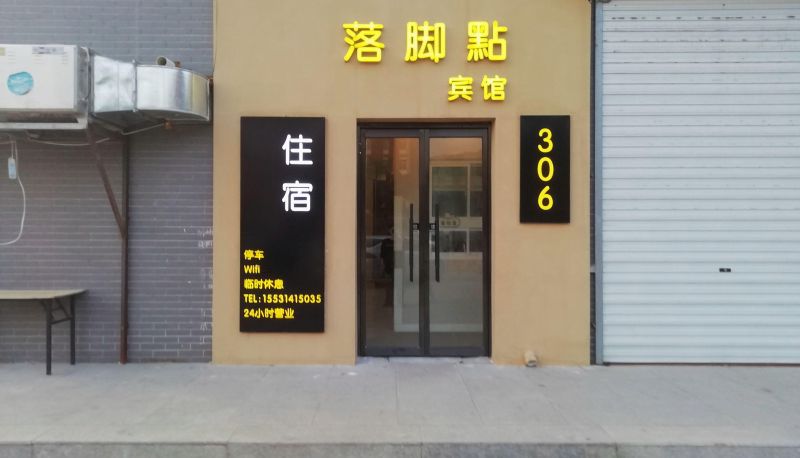 落脚點
宾馆
住宿
停车
Wifi
临时休息
TEL:15531415035
24小时营业
306